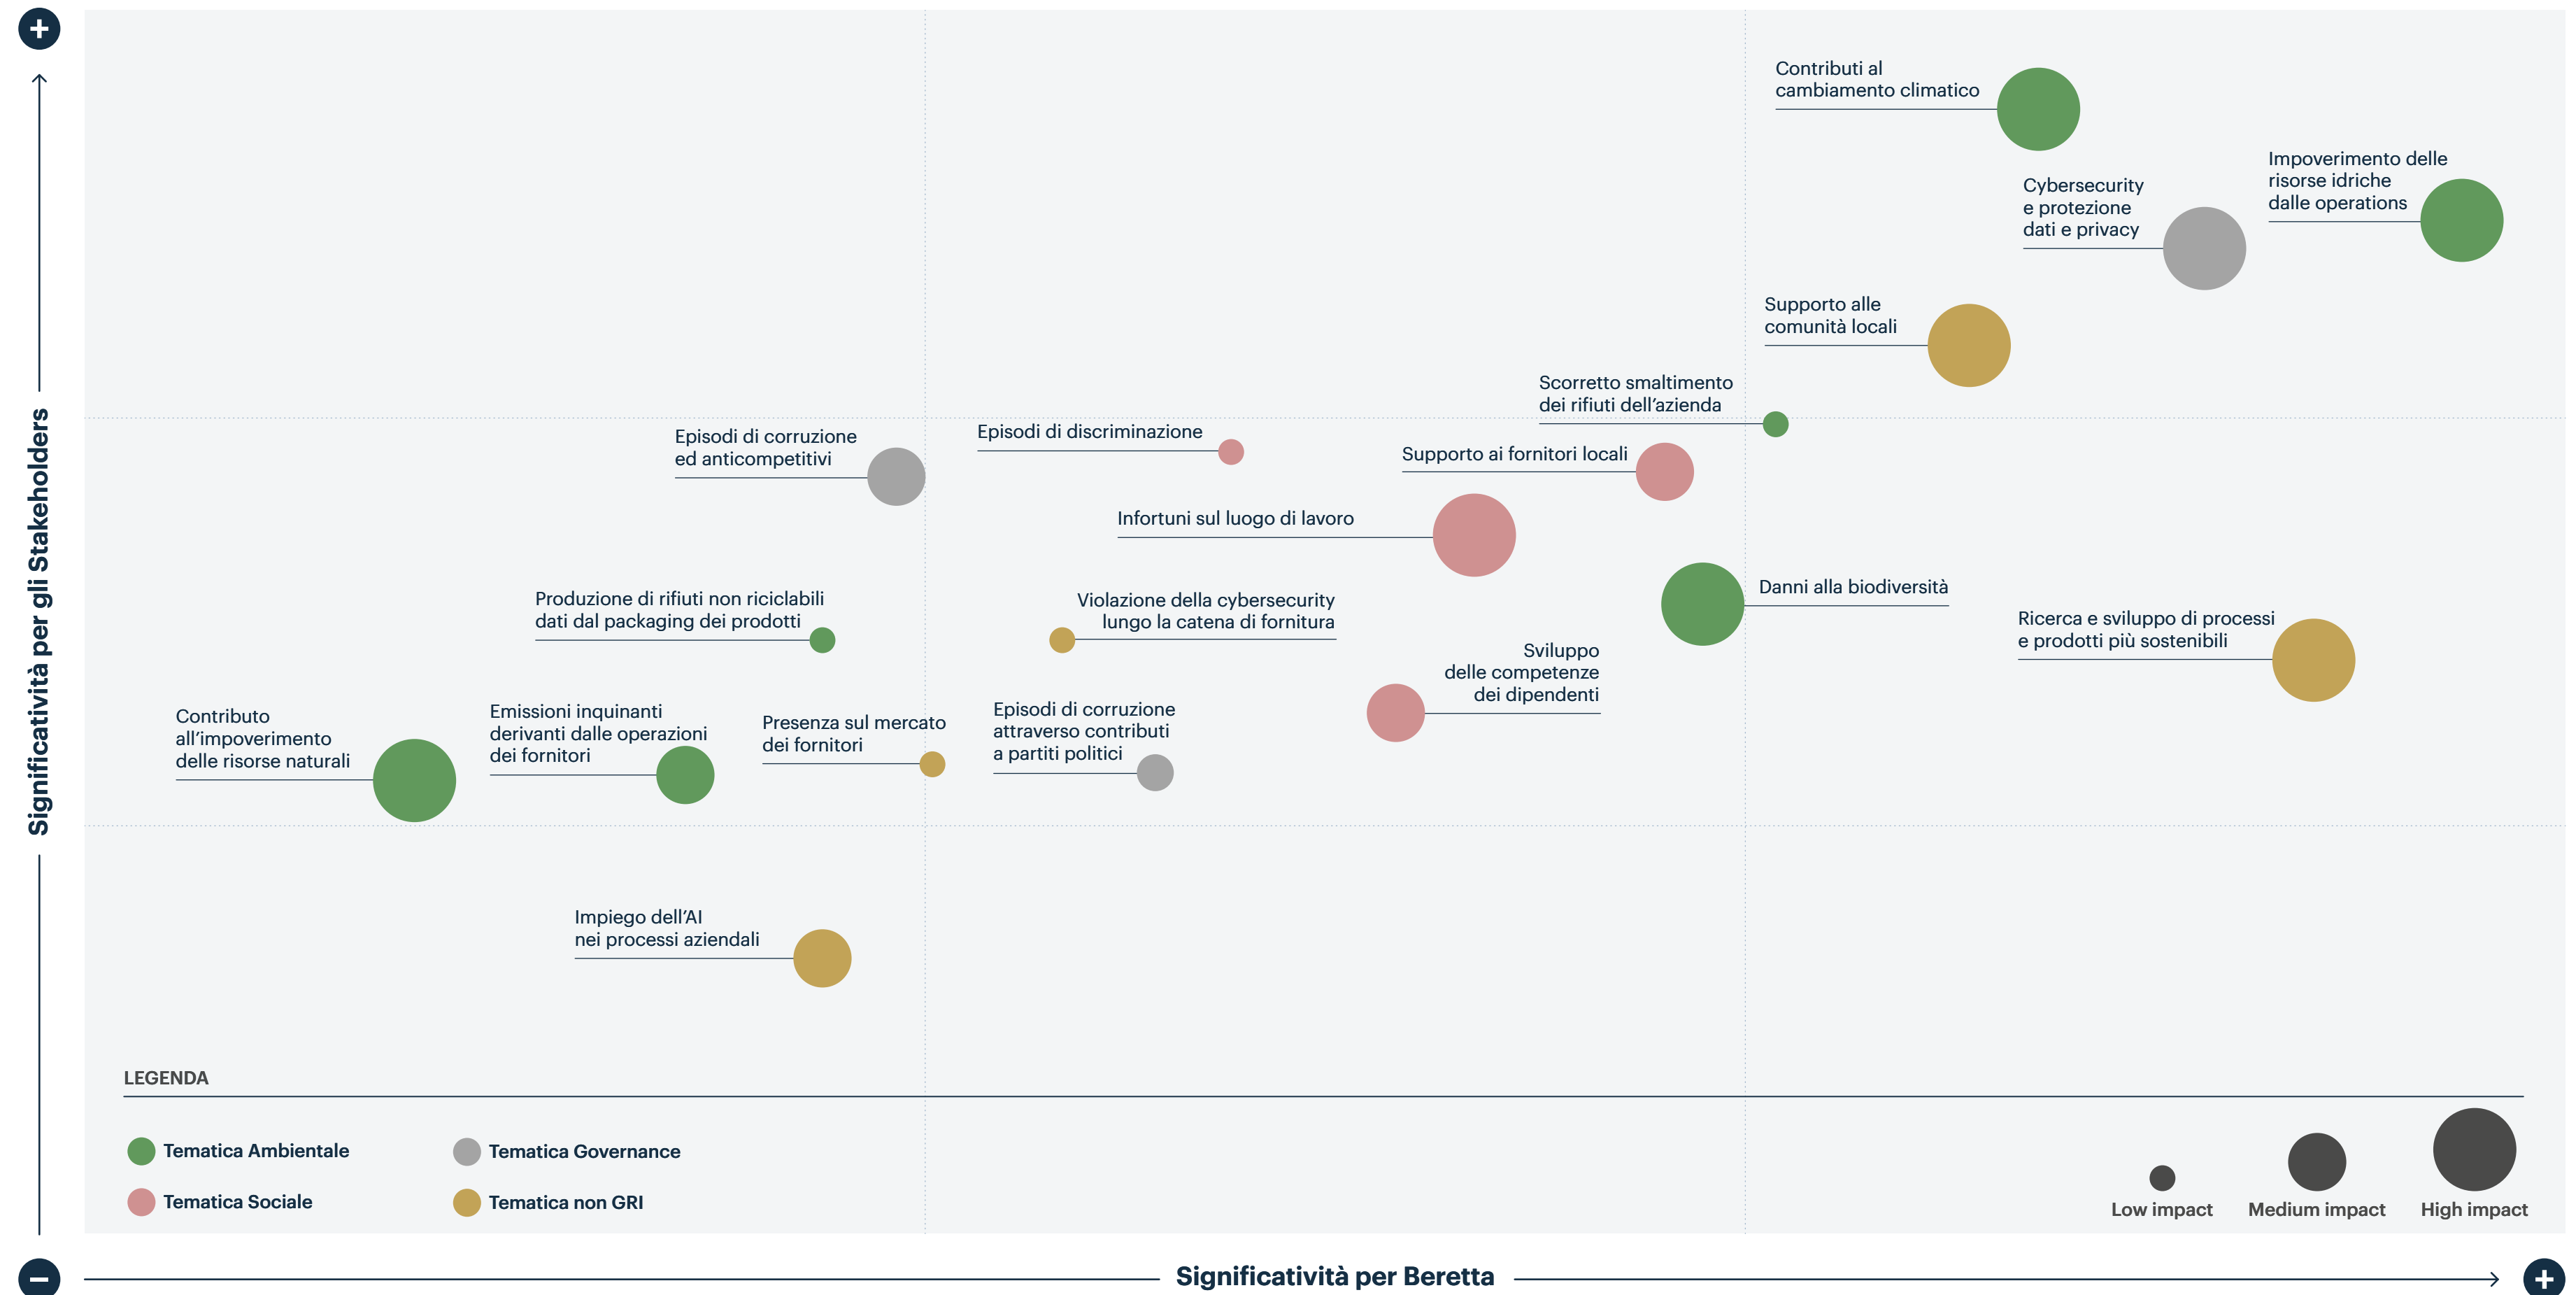 Contributi al
cambiamento climatico
Impoverimento delle
risorse idriche
dalle operations
Cybersecurity
e protezione
dati e privacy
Supporto alle
comunità locali
Scorretto smaltimento
dei rifiuti dell’azienda
Episodi di corruzione
ed anticompetitivi
Episodi di discriminazione
Supporto ai fornitori locali
Infortuni sul luogo di lavoro
Danni alla biodiversità
Produzione di rifiuti non riciclabili
dati dal packaging dei prodotti
Violazione della cybersecurity
lungo la catena di fornitura
Ricerca e sviluppo di processi
e prodotti più sostenibili
Sviluppo
delle competenze
dei dipendenti
Contributo
all’impoverimento
delle risorse naturali
Emissioni inquinanti
derivanti dalle operazioni
dei fornitori
Presenza sul mercato
dei fornitori
Episodi di corruzione
attraverso contributi
a partiti politici
Impiego dell’AI
nei processi aziendali
Significatività per gli Stakeholders
LEGENDA
Tematica Ambientale
Tematica Governance
Tematica Sociale
Tematica non GRI
Low impact
Medium impact
High impact
Significatività per Beretta